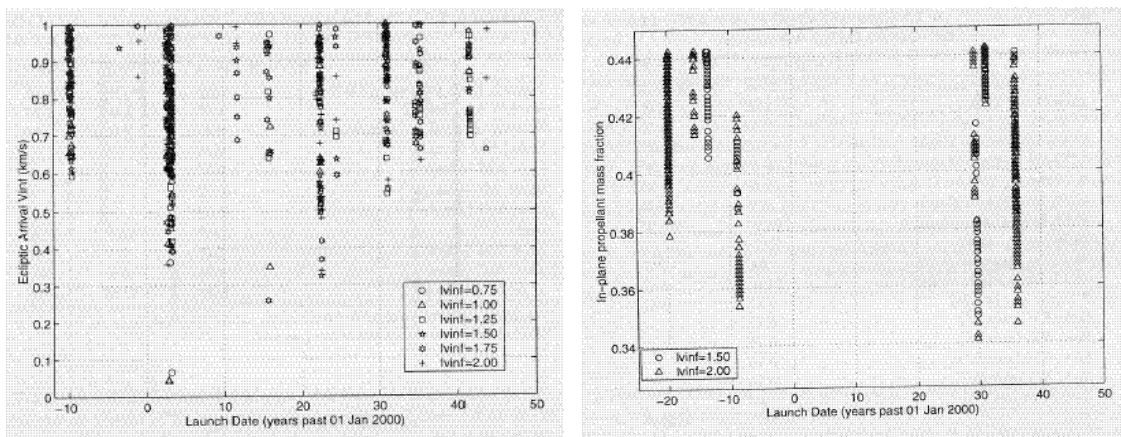 Ecliptic Arrival Vinf (km/s)
1
0.9
0.8
0.7
0.6
0.5
0.4
0.3
0.2
0.1
0
−10
0
10
20
30
40
50
Launch Date (years past 01 Jan 2000)
lvinf=0.75
lvinf=1.00
lvinf=1.25
lvinf=1.50
lvinf=1.75
lvinf=2.00
In-plane propellant mass fraction
0.44
0.42
0.4
0.38
0.36
0.34
−20
−10
0
10
20
30
40
50
Launch Date (years past 01 Jan 2000)
lvinf=1.50
lvinf=2.00